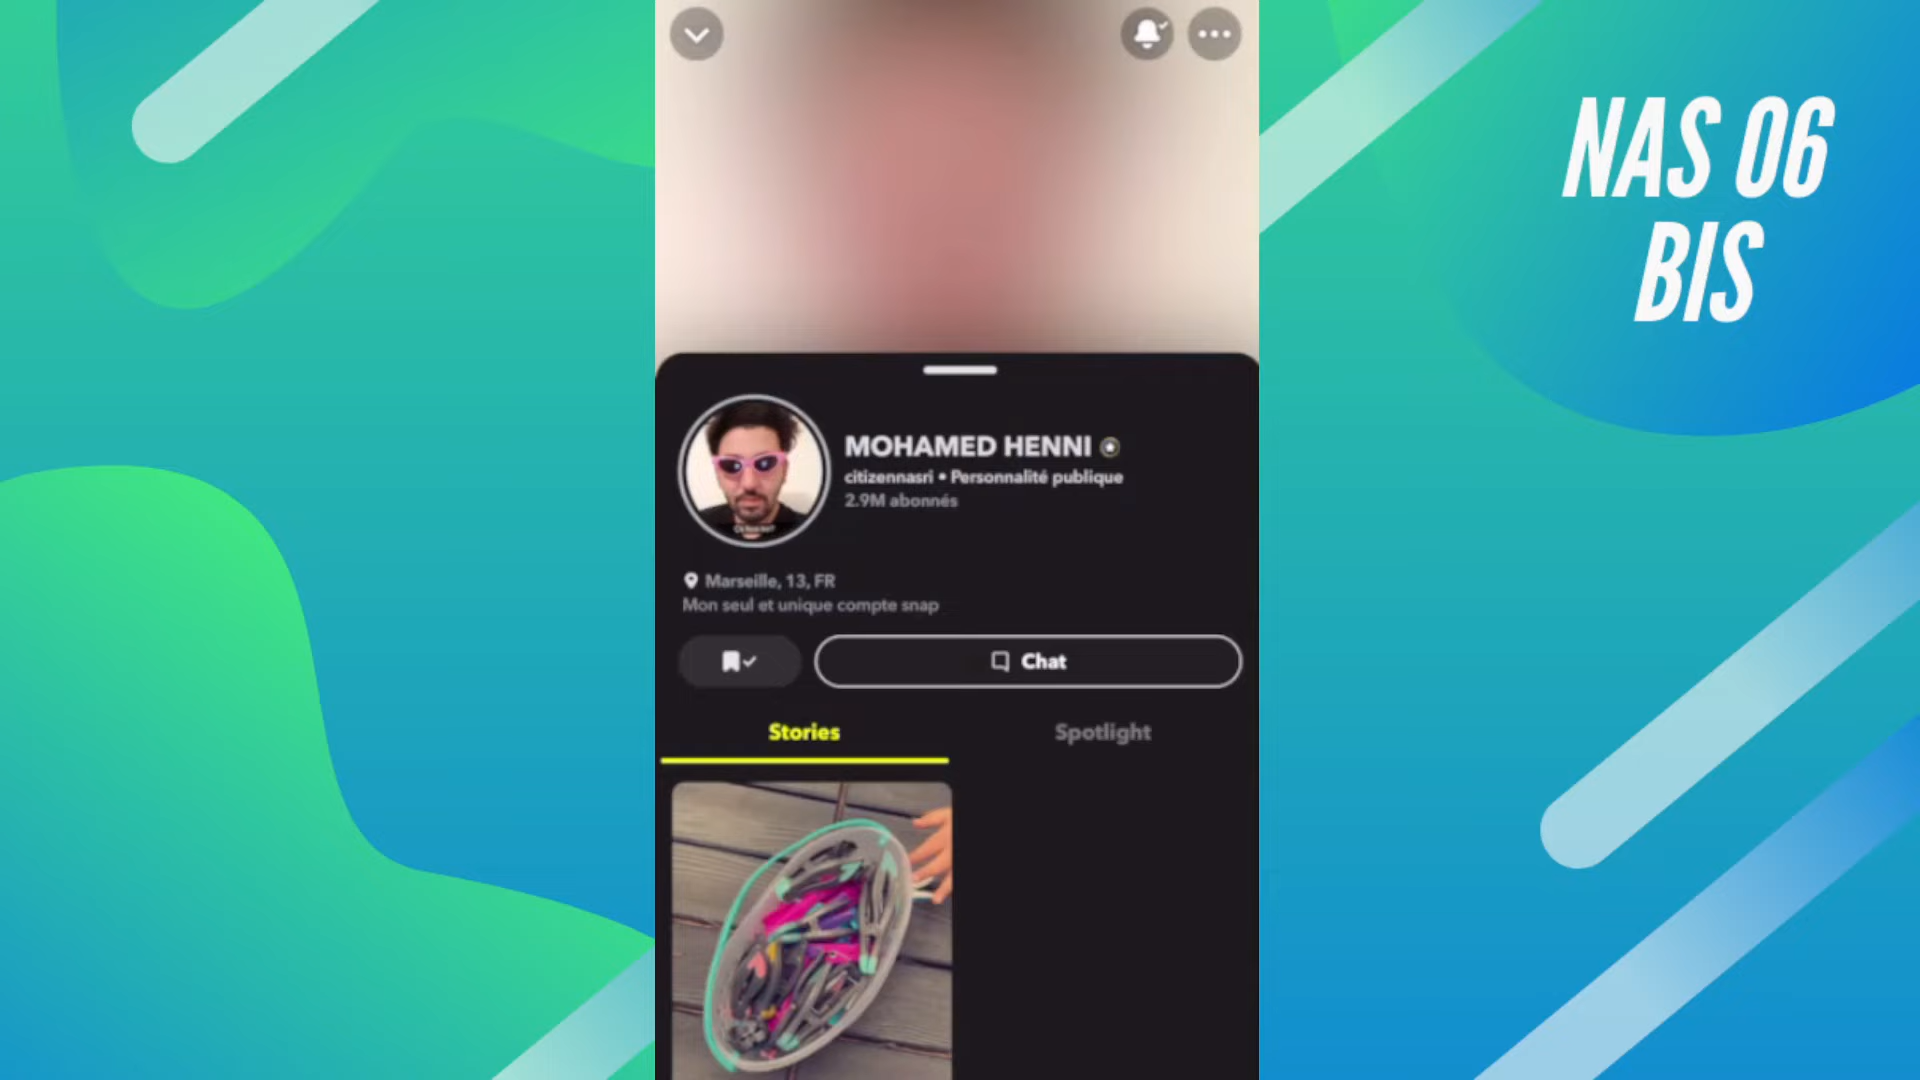 NAS 06
BIS
MOHAMED HENNI
citizennasri • Personnalité publique
2.9M abonnés
Marseille, 13, FR
Mon seul et unique compte snap
Chat
Stories
Spotlight